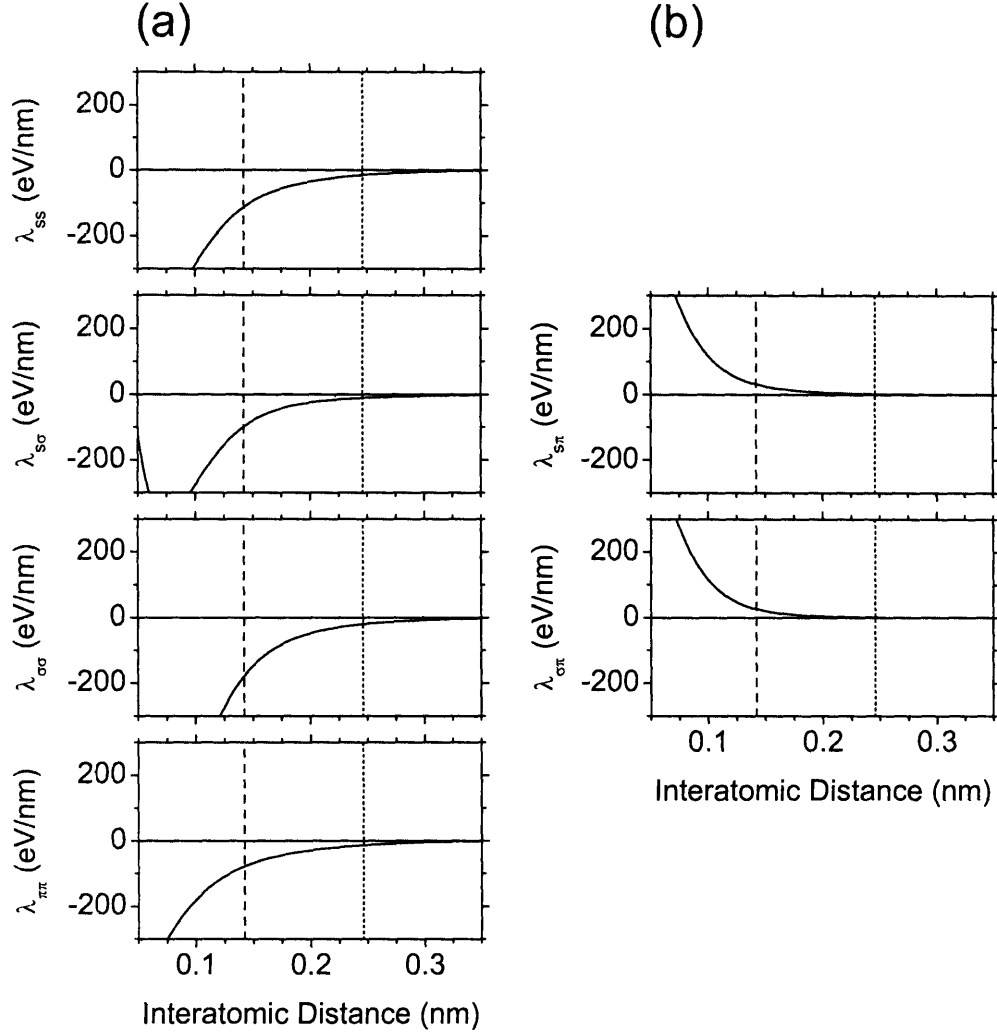 (a)
200
0
-200
λss (eV/nm)
200
0
-200
λsσ (eV/nm)
200
0
-200
λσσ (eV/nm)
200
0
-200
λππ (eV/nm)
0.1 0.2 0.3
Interatomic Distance (nm)
(b)
200
0
-200
λsπ (eV/nm)
200
0
-200
λσπ (eV/nm)
0.1 0.2 0.3
Interatomic Distance (nm)